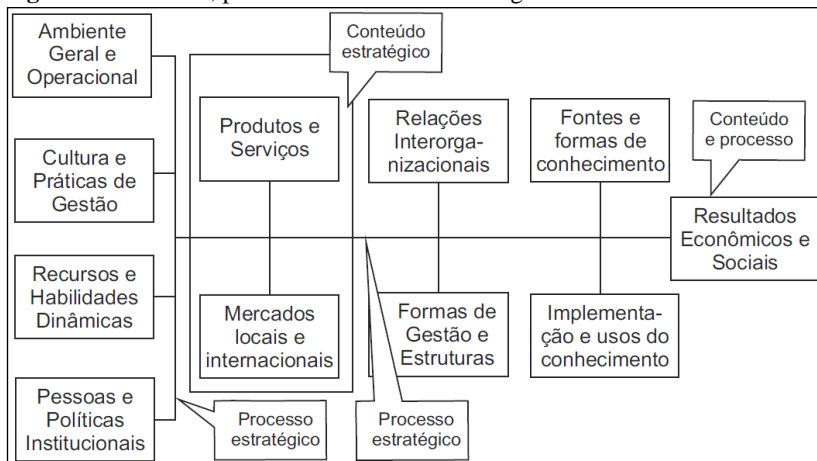 Ambiente
Geral e
Operacional
Conteúdo
estratégico
Produtos e
Serviços
Relações
Interorga-
nizacionais
Fontes e
formas de
conhecimento
Conteúdo
e processo
Cultura e
Práticas de
Gestão
Resultados
Econômicos e
Sociais
Recursos e
Habilidades
Dinâmicas
Mercados
locais e
internacionais
Formas de
Gestão e
Estruturas
Implementa-
ção e usos do
conhecimento
Pessoas e
Políticas
Institucionais
Processo
estratégico
Processo
estratégico